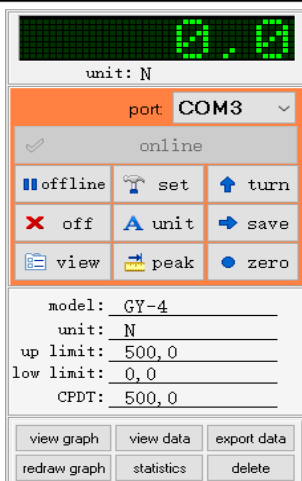 0.0
unit: N
port: COM3
online
offline set turn
off unit save
view peak zero
model: GY-4
unit: N
up limit: 500,0
low limit: 0,0
CPDT: 500,0
view graph view data export data
redraw graph statistics delete